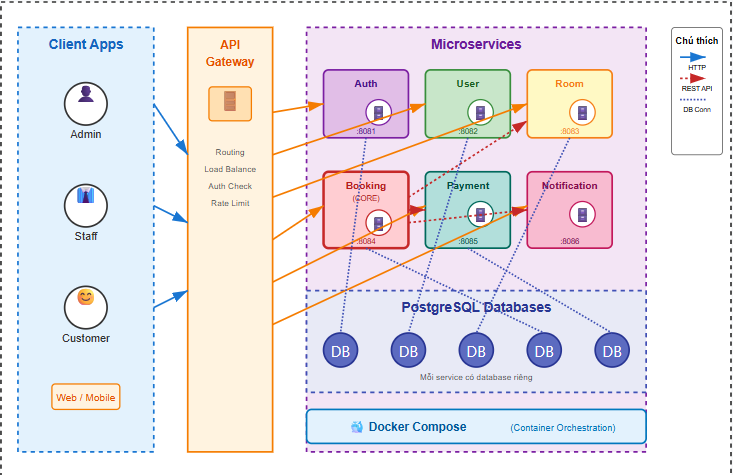 Client Apps
Admin
Staff
Customer
Web / Mobile
API
Gateway
Routing
Load Balance
Auth Check
Rate Limit
Microservices
Auth
:8081
User
:8082
Room
:8083
Booking
(CORE)
:8084
Payment
:8085
Notification
:8086
PostgreSQL Databases
DB
DB
DB
DB
DB
Mỗi service có database riêng
Docker Compose
(Container Orchestration)
Chú thích
HTTP
REST API
DB Conn